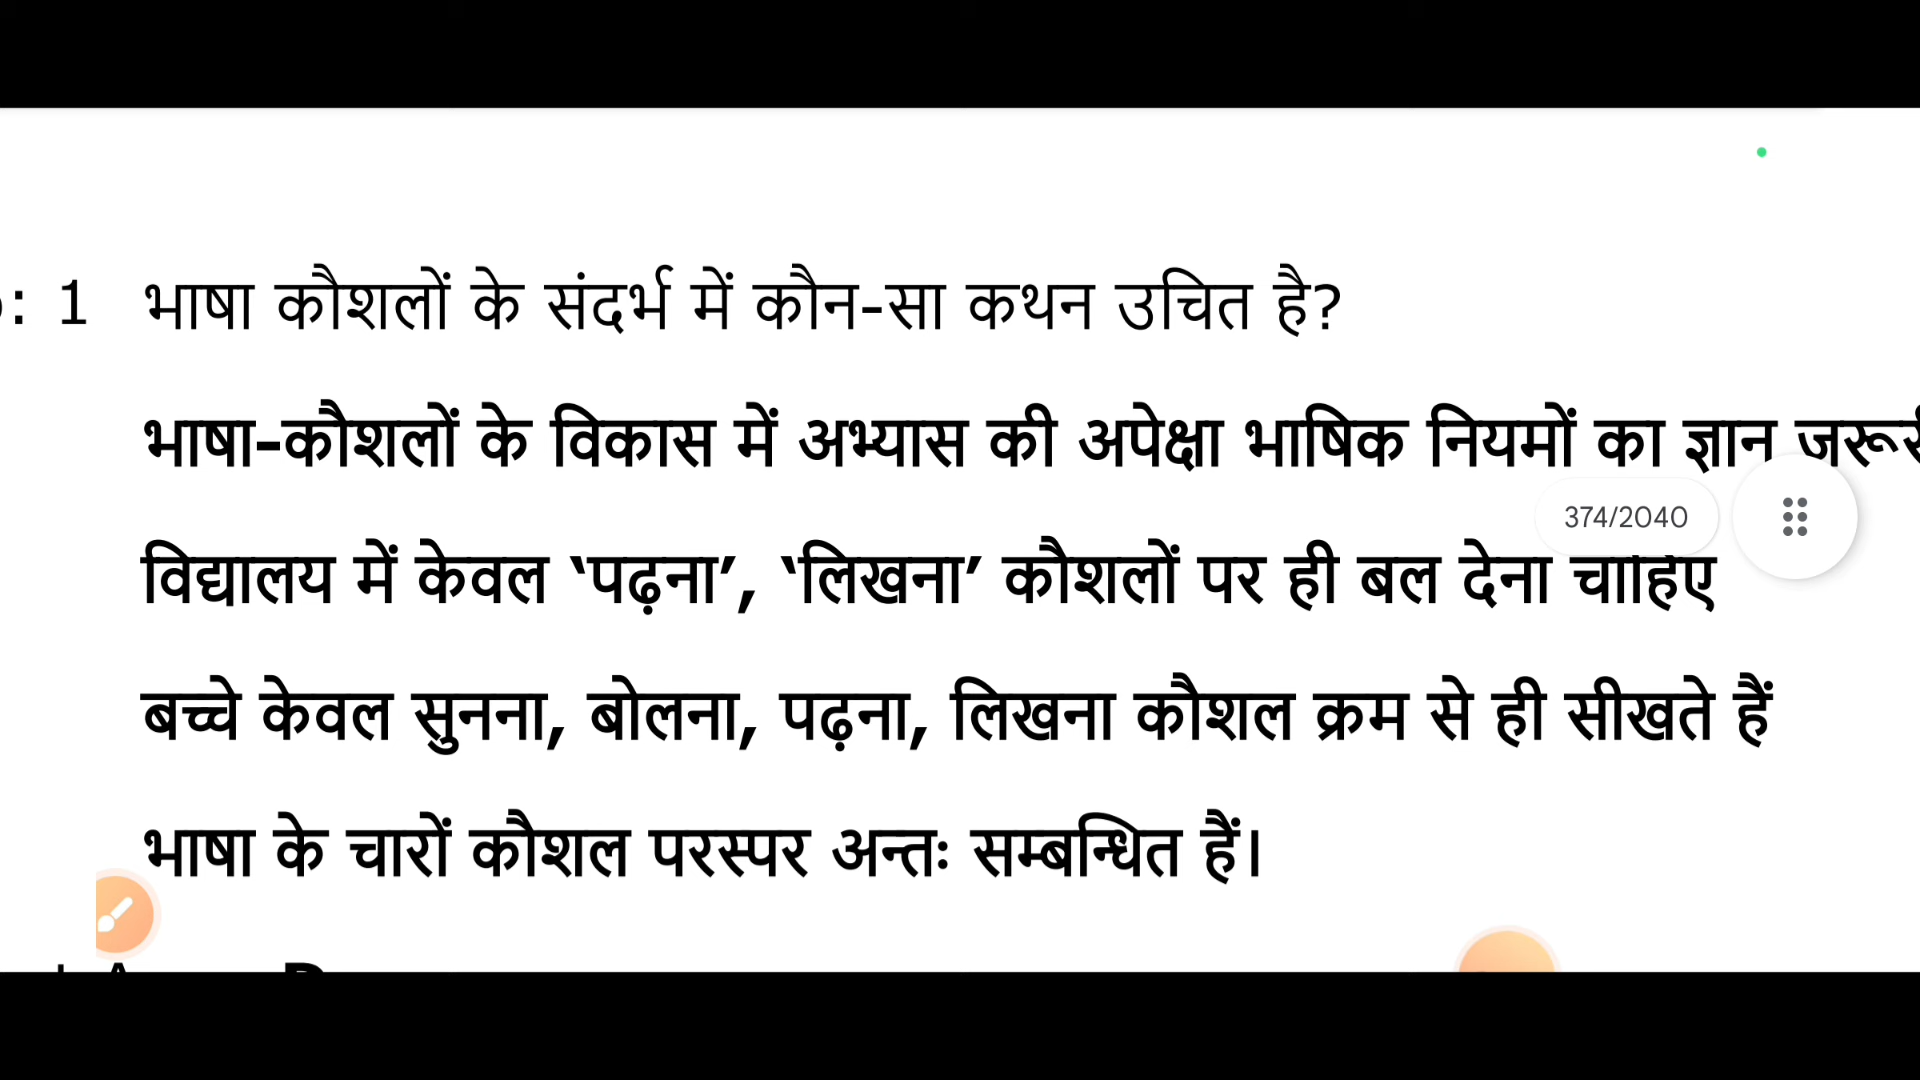 : 1 भाषा कौशलों के संदर्भ में कौन-सा कथन उचित है?
भाषा-कौशलों के विकास में अभ्यास की अपेक्षा भाषिक नियमों का ज्ञान
374/2040
विद्यालय में केवल ‘पढ़ना’, ‘लिखना’ कौशलों पर ही बल देना चाहिए
बच्चे केवल सुनना, बोलना, पढ़ना, लिखना कौशल क्रम से ही सीखते हैं
भाषा के चारों कौशल परस्पर अन्तः सम्बन्धित हैं।